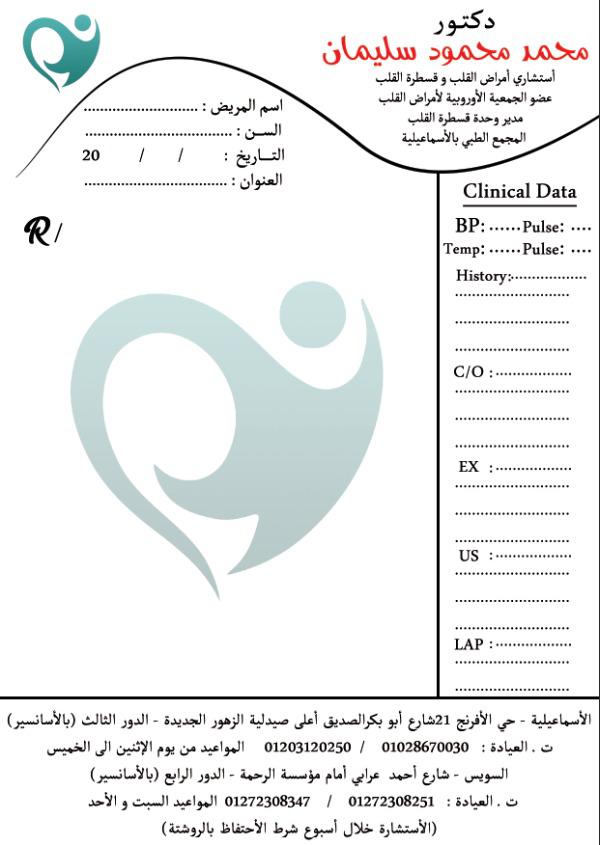 دكتور
محمد محمود سليمان
أستشاري أمراض القلب و قسطرة القلب
عضو الجمعية الأوروبية لأمراض القلب
مدير وحدة قسطرة القلب
المجمع الطبي بالأسماعيلية
اسم المريض : ..............................
السـن : ..............................
التـــاريخ : / / 20
العنوان : ..............................
R/
Clinical Data
BP: ...... Pulse: ....
Temp: ...... Pulse: ....
History:..................
C/O : ..................
EX : ..................
US : ..................
LAP : ..................
الأسماعيلية - حي الأفرنج 21شارع أبو بكرالصديق أعلى صيدلية الزهور الجديدة - الدور الثالث (بالأسانسير)
ت . العيادة : 01028670030 / 01203120250 المواعيد من يوم الإثنين الى الخميس
السويس - شارع أحمد عرابي أمام مؤسسة الرحمة - الدور الرابع (بالأسانسير)
ت . العيادة : 01272308251 / 01272308347 المواعيد السبت و الأحد
(الأستشارة خلال أسبوع شرط الأحتفاظ بالروشتة)